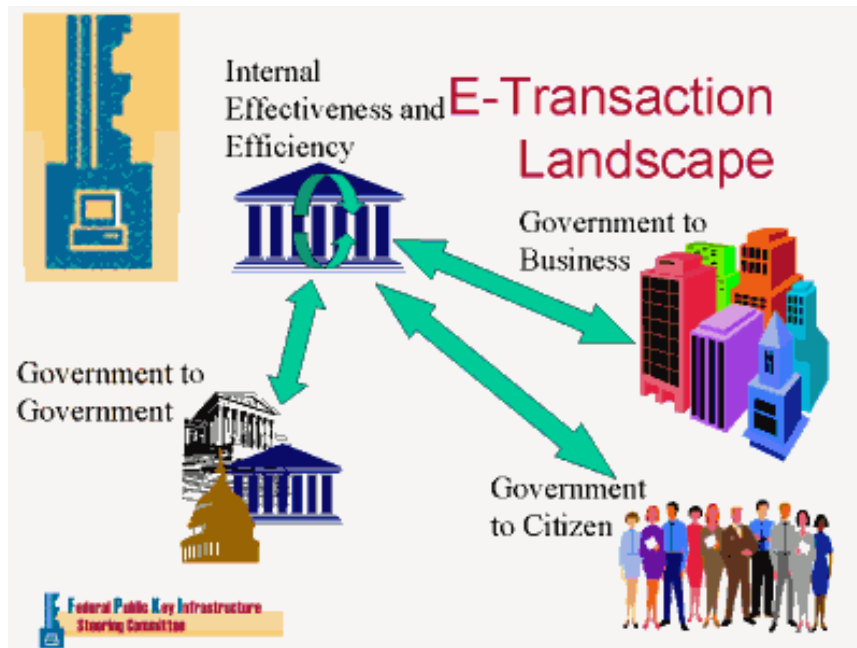 Internal
Effectiveness and
Efficiency
E-Transaction
Landscape
Government to
Business
Government to
Government
Government
to Citizen
Federal Public Key Infrastructure
Steering Committee